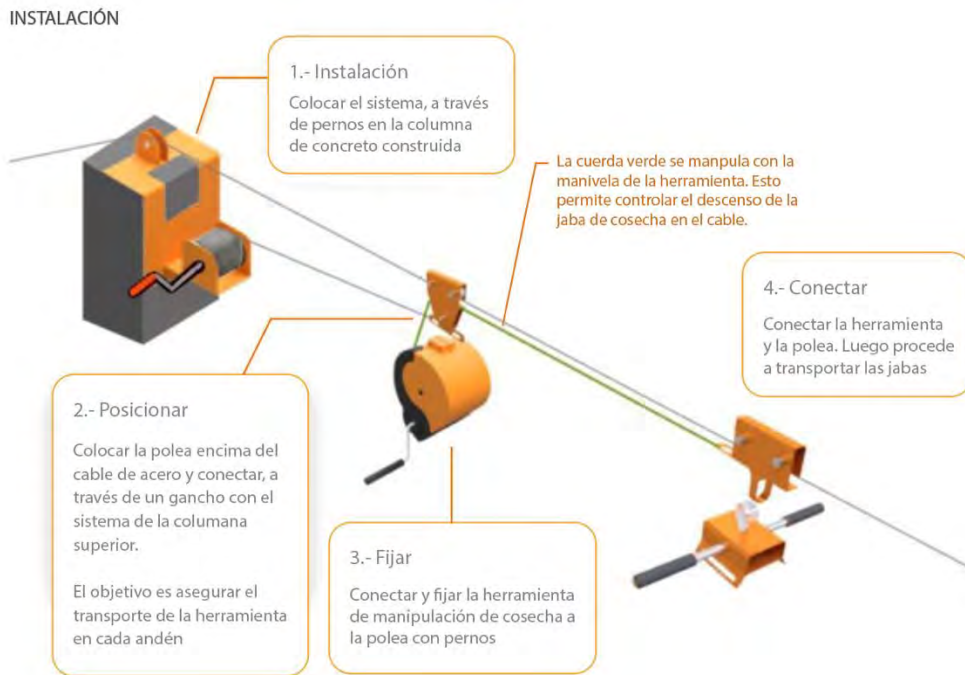 INSTALACIÓN
1.- Instalación
Colocar el sistema, a través
de pernos en la columna
de concreto construida
La cuerda verde se manpula con la
manivela de la herramienta. Esto
permite controlar el descenso de la
jaba de cosecha en el cable.
4.- Conectar
Conectar la herramienta
y la polea. Luego procede
a transportar las jabas
2.- Posicionar
Colocar la polea encima del
cable de acero y conectar, a
través de un gancho con el
sistema de la columana
superior.
El objetivo es asegurar el
transporte de la herramienta
en cada andén
3.- Fijar
Conectar y fijar la herramienta
de manipulación de cosecha a
la polea con pernos